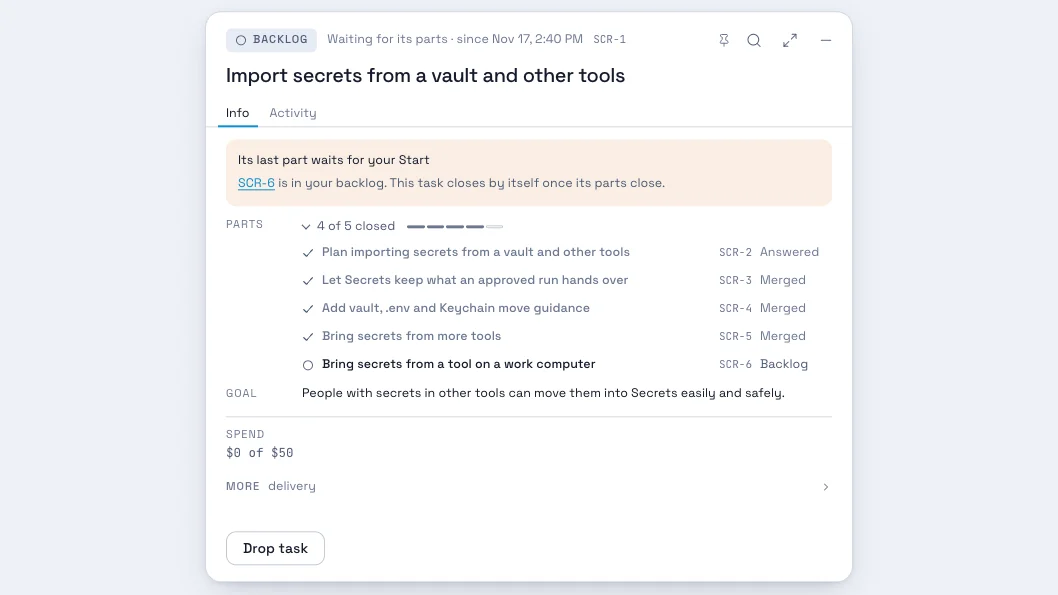 BACKLOG Waiting for its parts · since Nov 17, 2:40 PM SCR-1
Import secrets from a vault and other tools
Info Activity
Its last part waits for your Start
SCR-6 is in your backlog. This task closes by itself once its parts close.
PARTS 4 of 5 closed
Plan importing secrets from a vault and other tools SCR-2 Answered
Let Secrets keep what an approved run hands over SCR-3 Merged
Add vault, .env and Keychain move guidance SCR-4 Merged
Bring secrets from more tools SCR-5 Merged
Bring secrets from a tool on a work computer SCR-6 Backlog
GOAL People with secrets in other tools can move them into Secrets easily and safely.
SPEND
$0 of $50
MORE delivery
Drop task